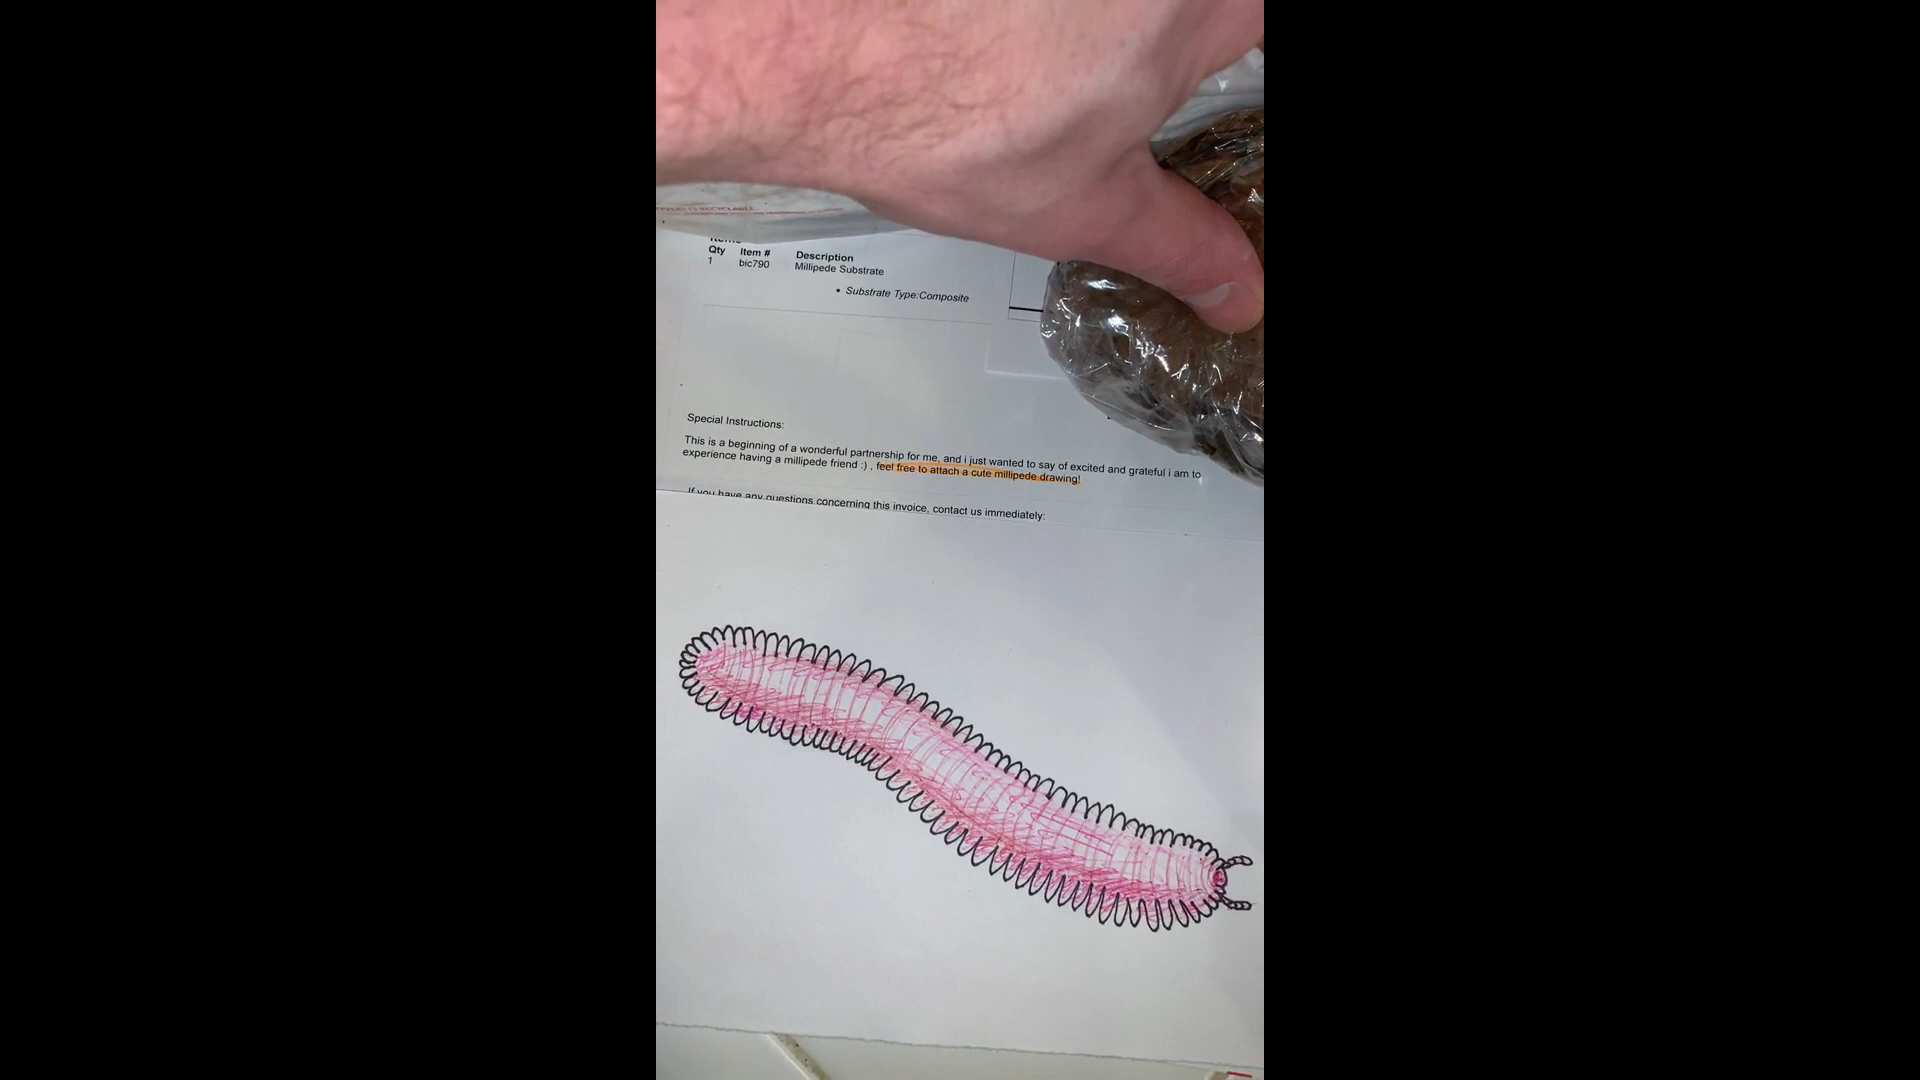 RECYCLABLE
Items
Qty Item # Description
1 bic790 Millipede Substrate
• Substrate Type:Composite
Special Instructions:
This is a beginning of a wonderful partnership for me, and i just wanted to say of excited and grateful i am to
experience having a millipede friend :) , feel free to attach a cute millipede drawing!
If you have any questions concerning this invoice, contact us immediately: